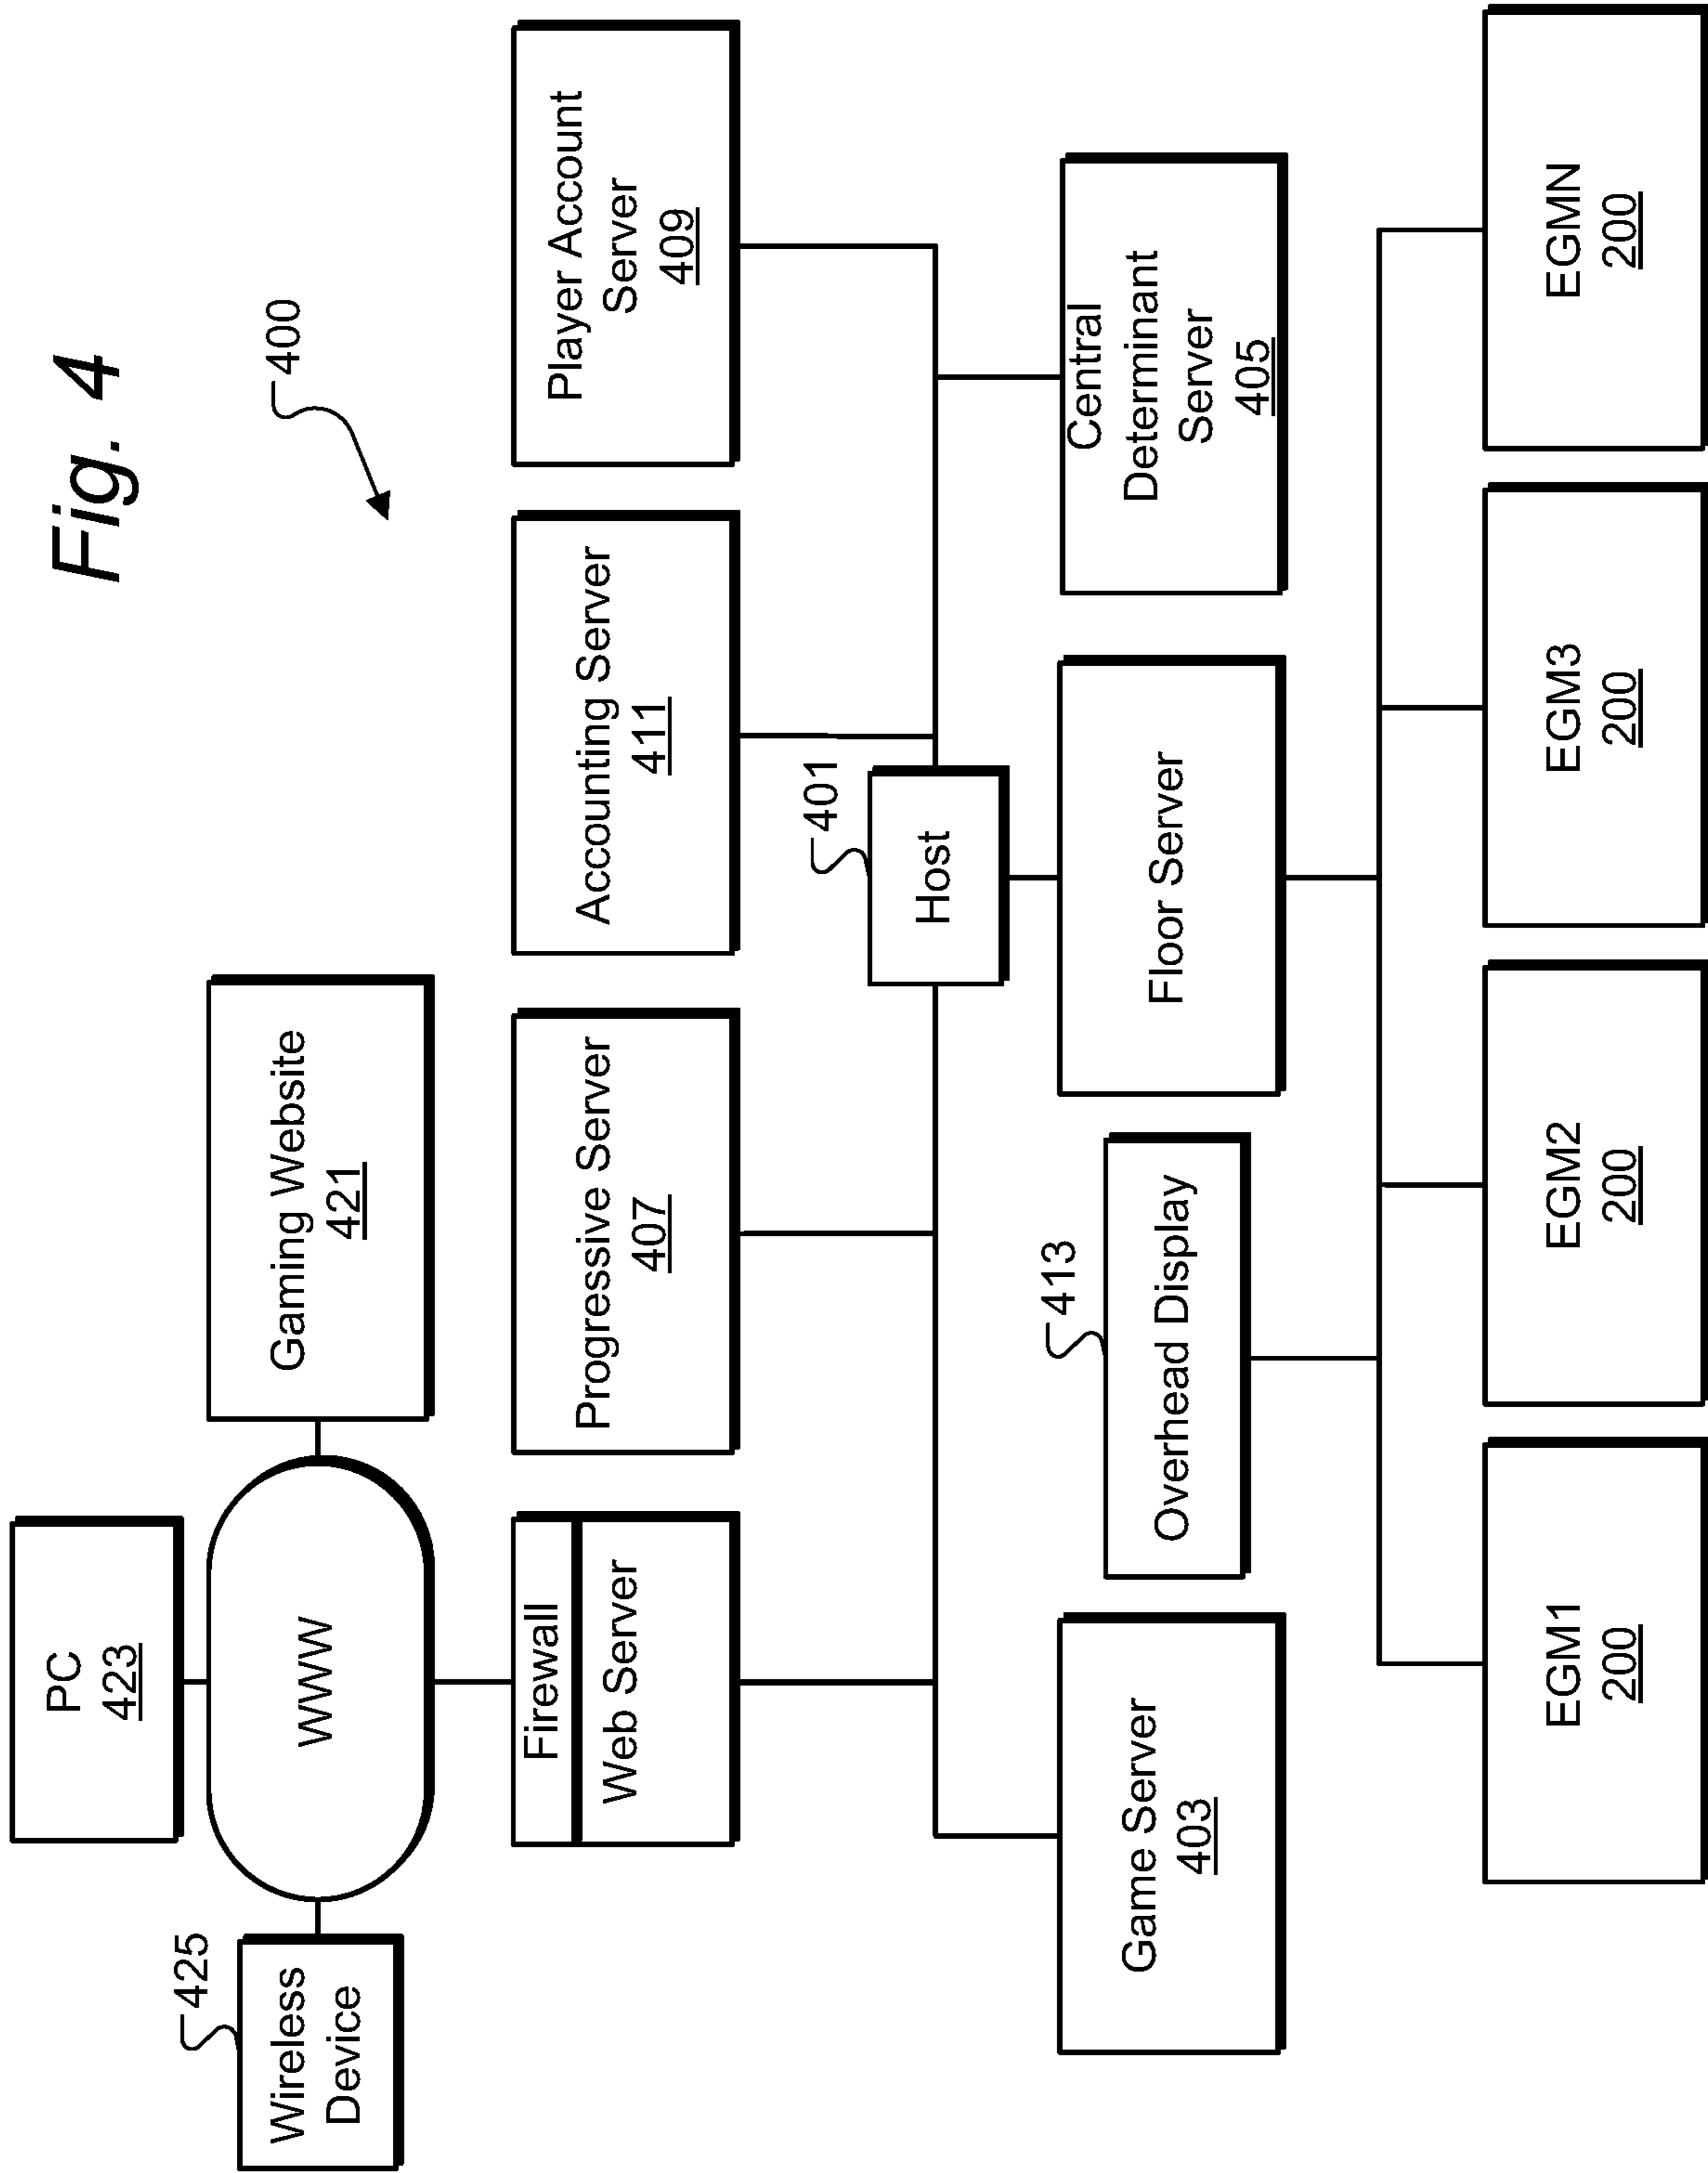 Fig. 4
400
PC
423
425
Wireless
Device
WWW
Gaming Website
421
Firewall
Web Server
Progressive Server
407
Accounting Server
411
Player Account
Server
409
401
Host
Game Server
403
413
Overhead Display
Floor Server
Central
Determinant
Server
405
EGM1
200
EGM2
200
EGM3
200
EGMN
200